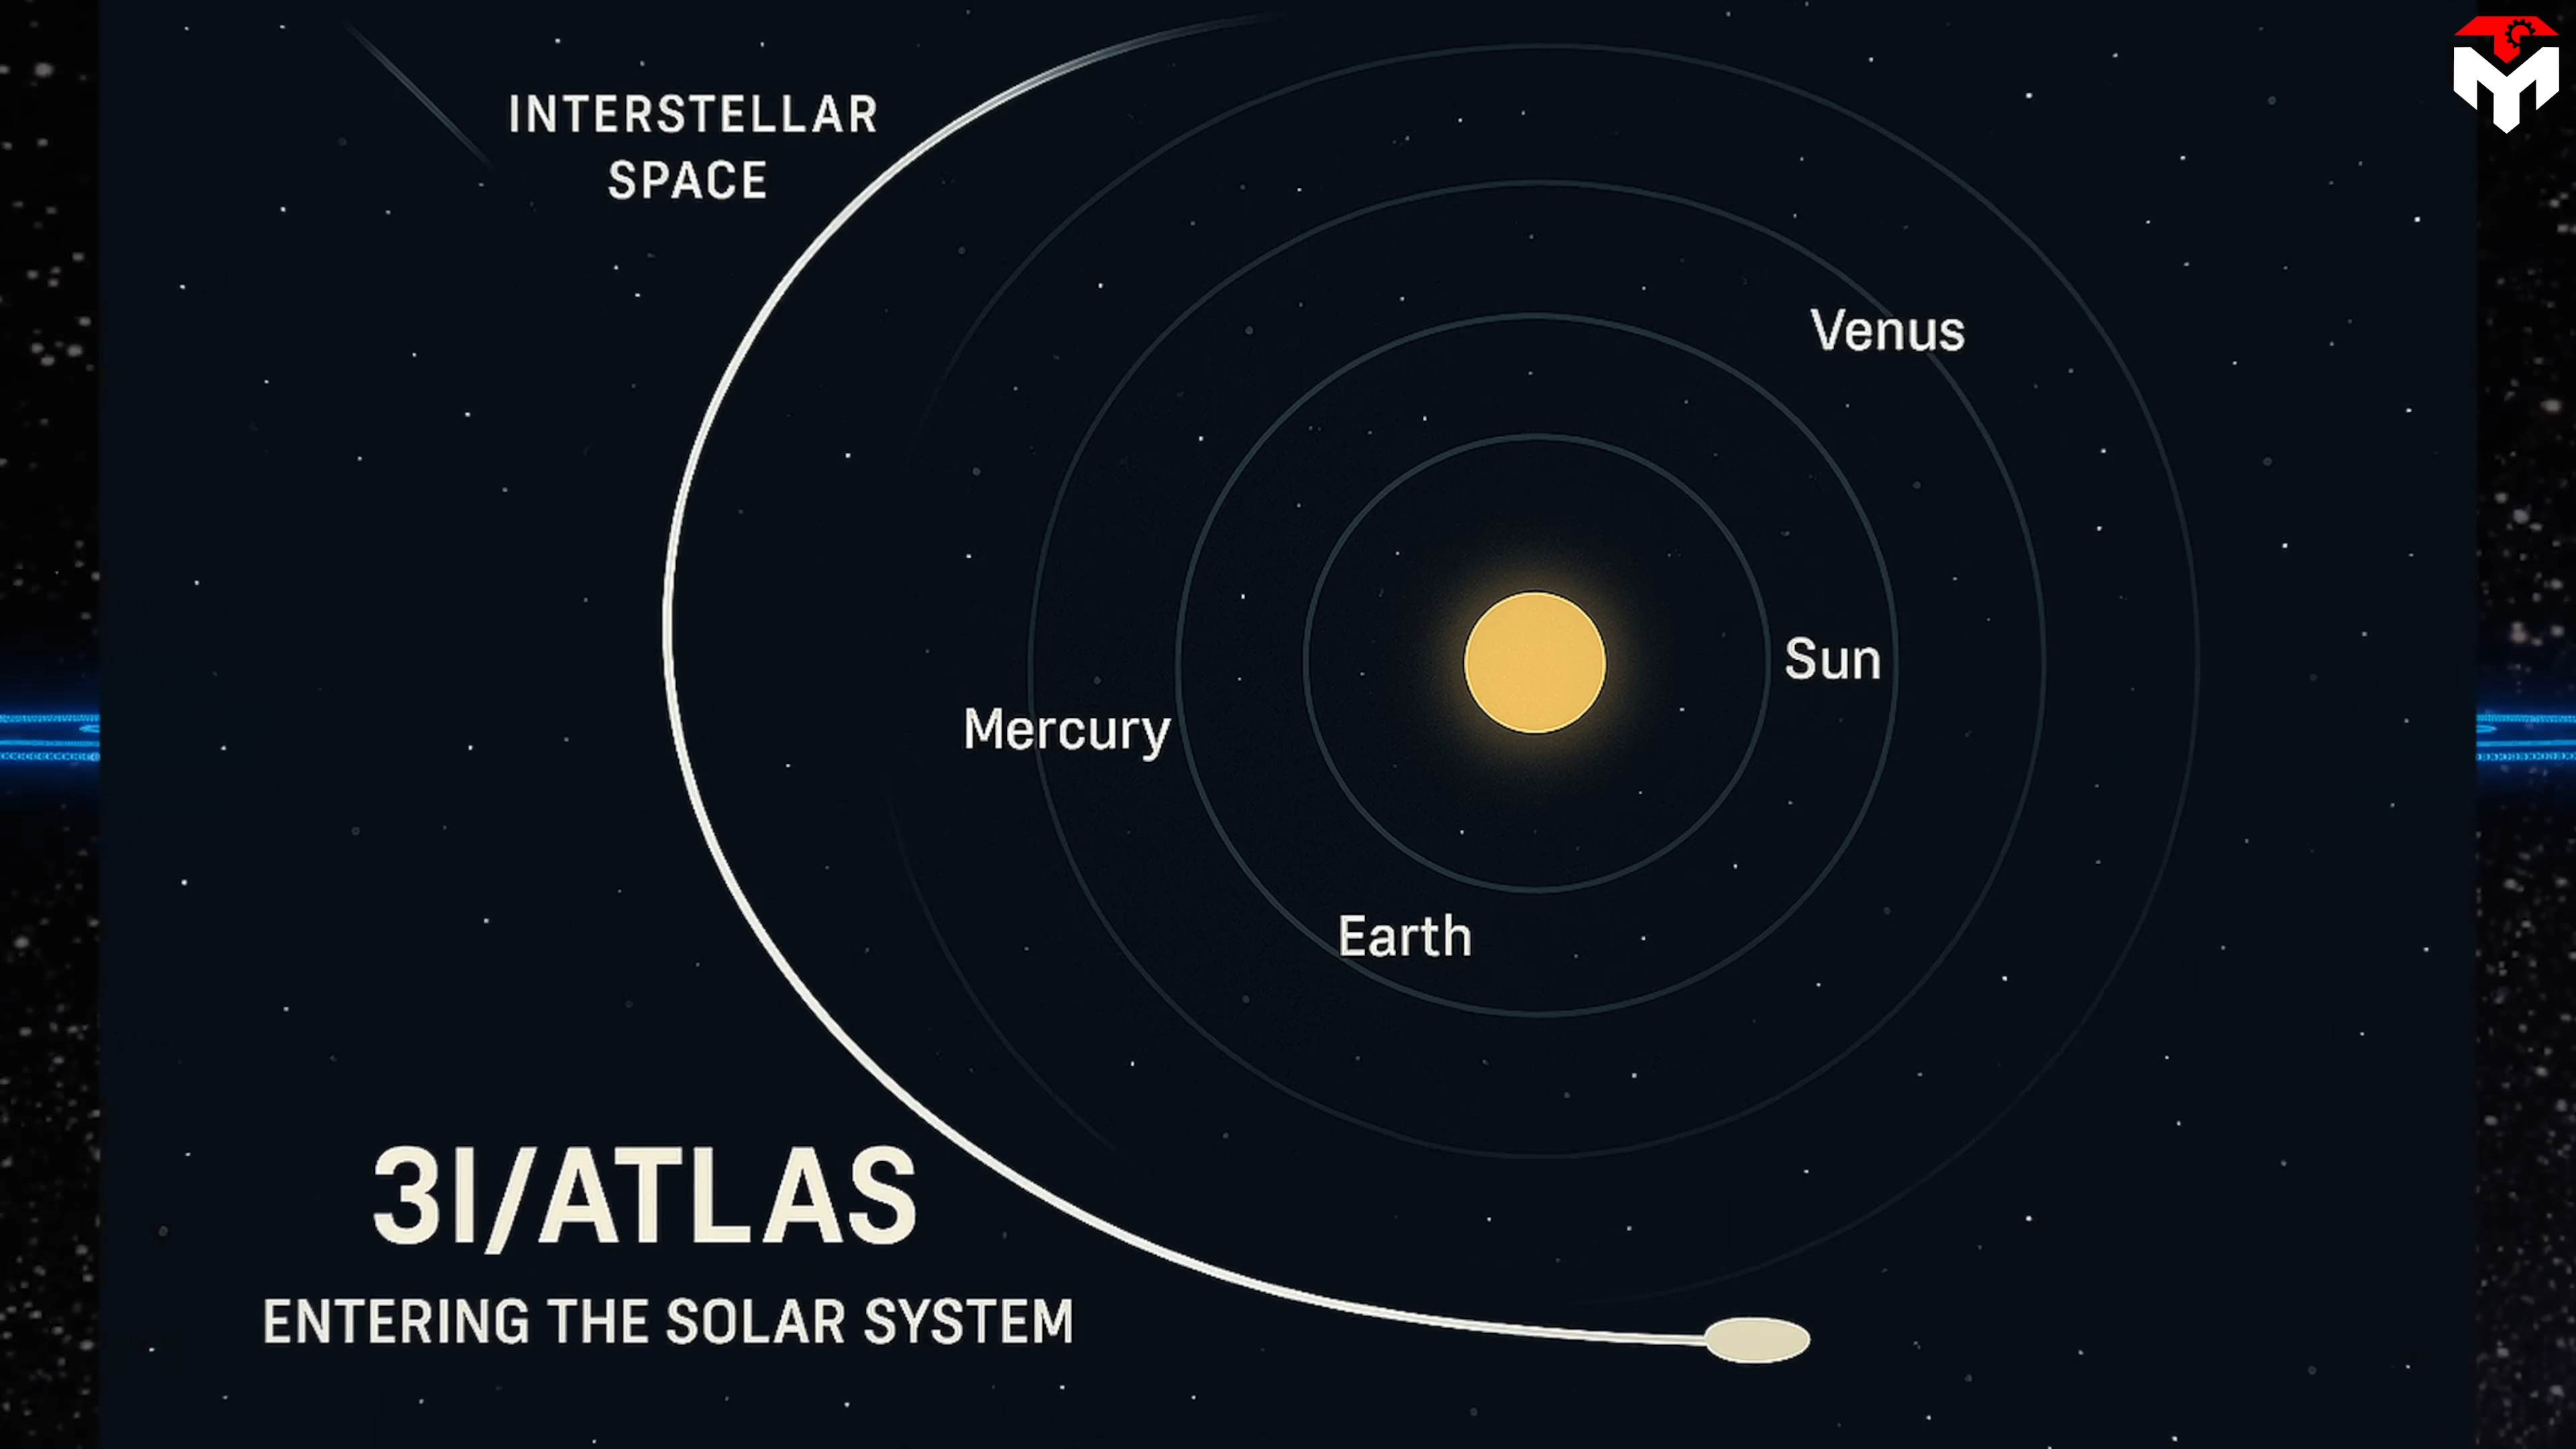 INTERSTELLAR
SPACE
Venus
Sun
Mercury
Earth
3I/ATLAS
ENTERING THE SOLAR SYSTEM